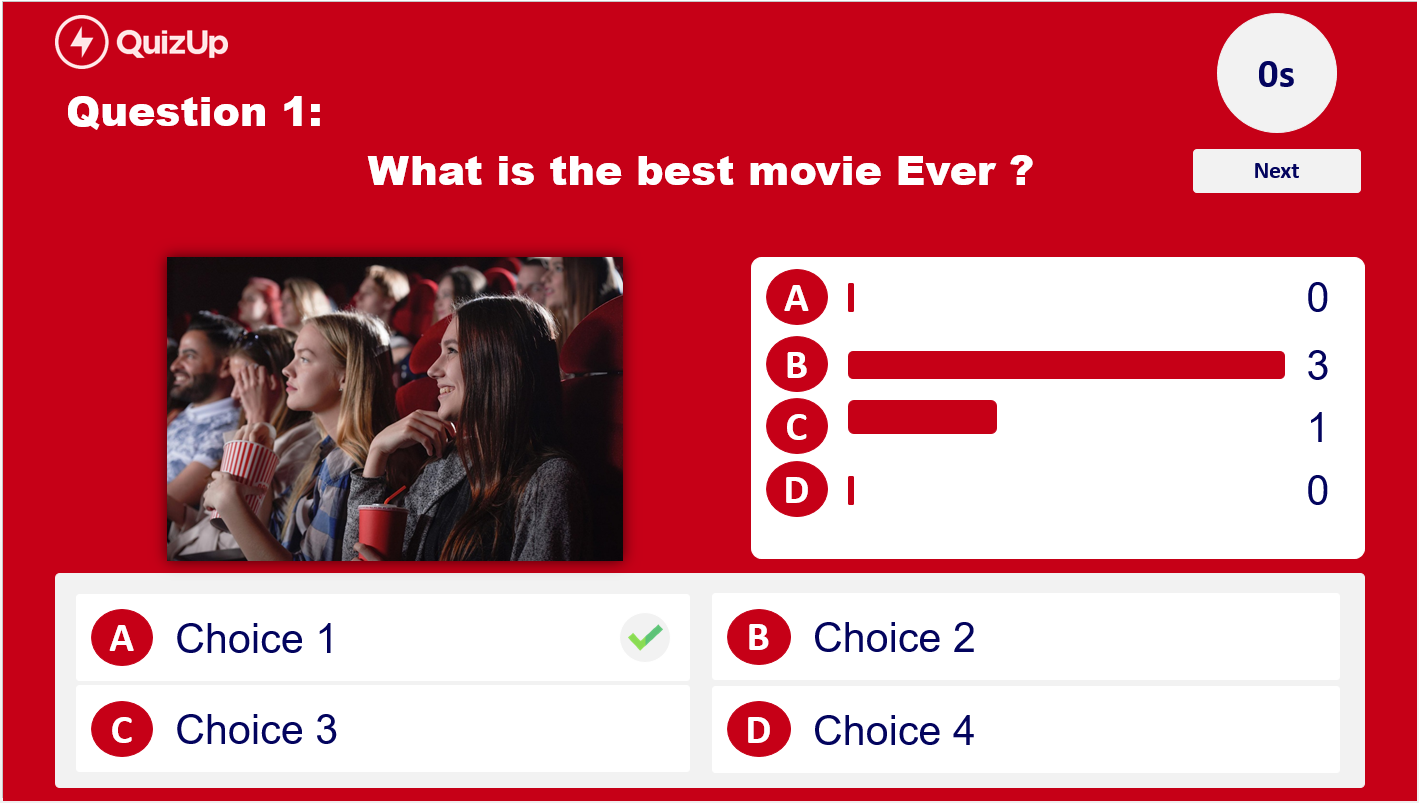 QuizUp
0s
Question 1:
What is the best movie Ever ?
Next
A 0
B 3
C 1
D 0
A Choice 1
B Choice 2
C Choice 3
D Choice 4